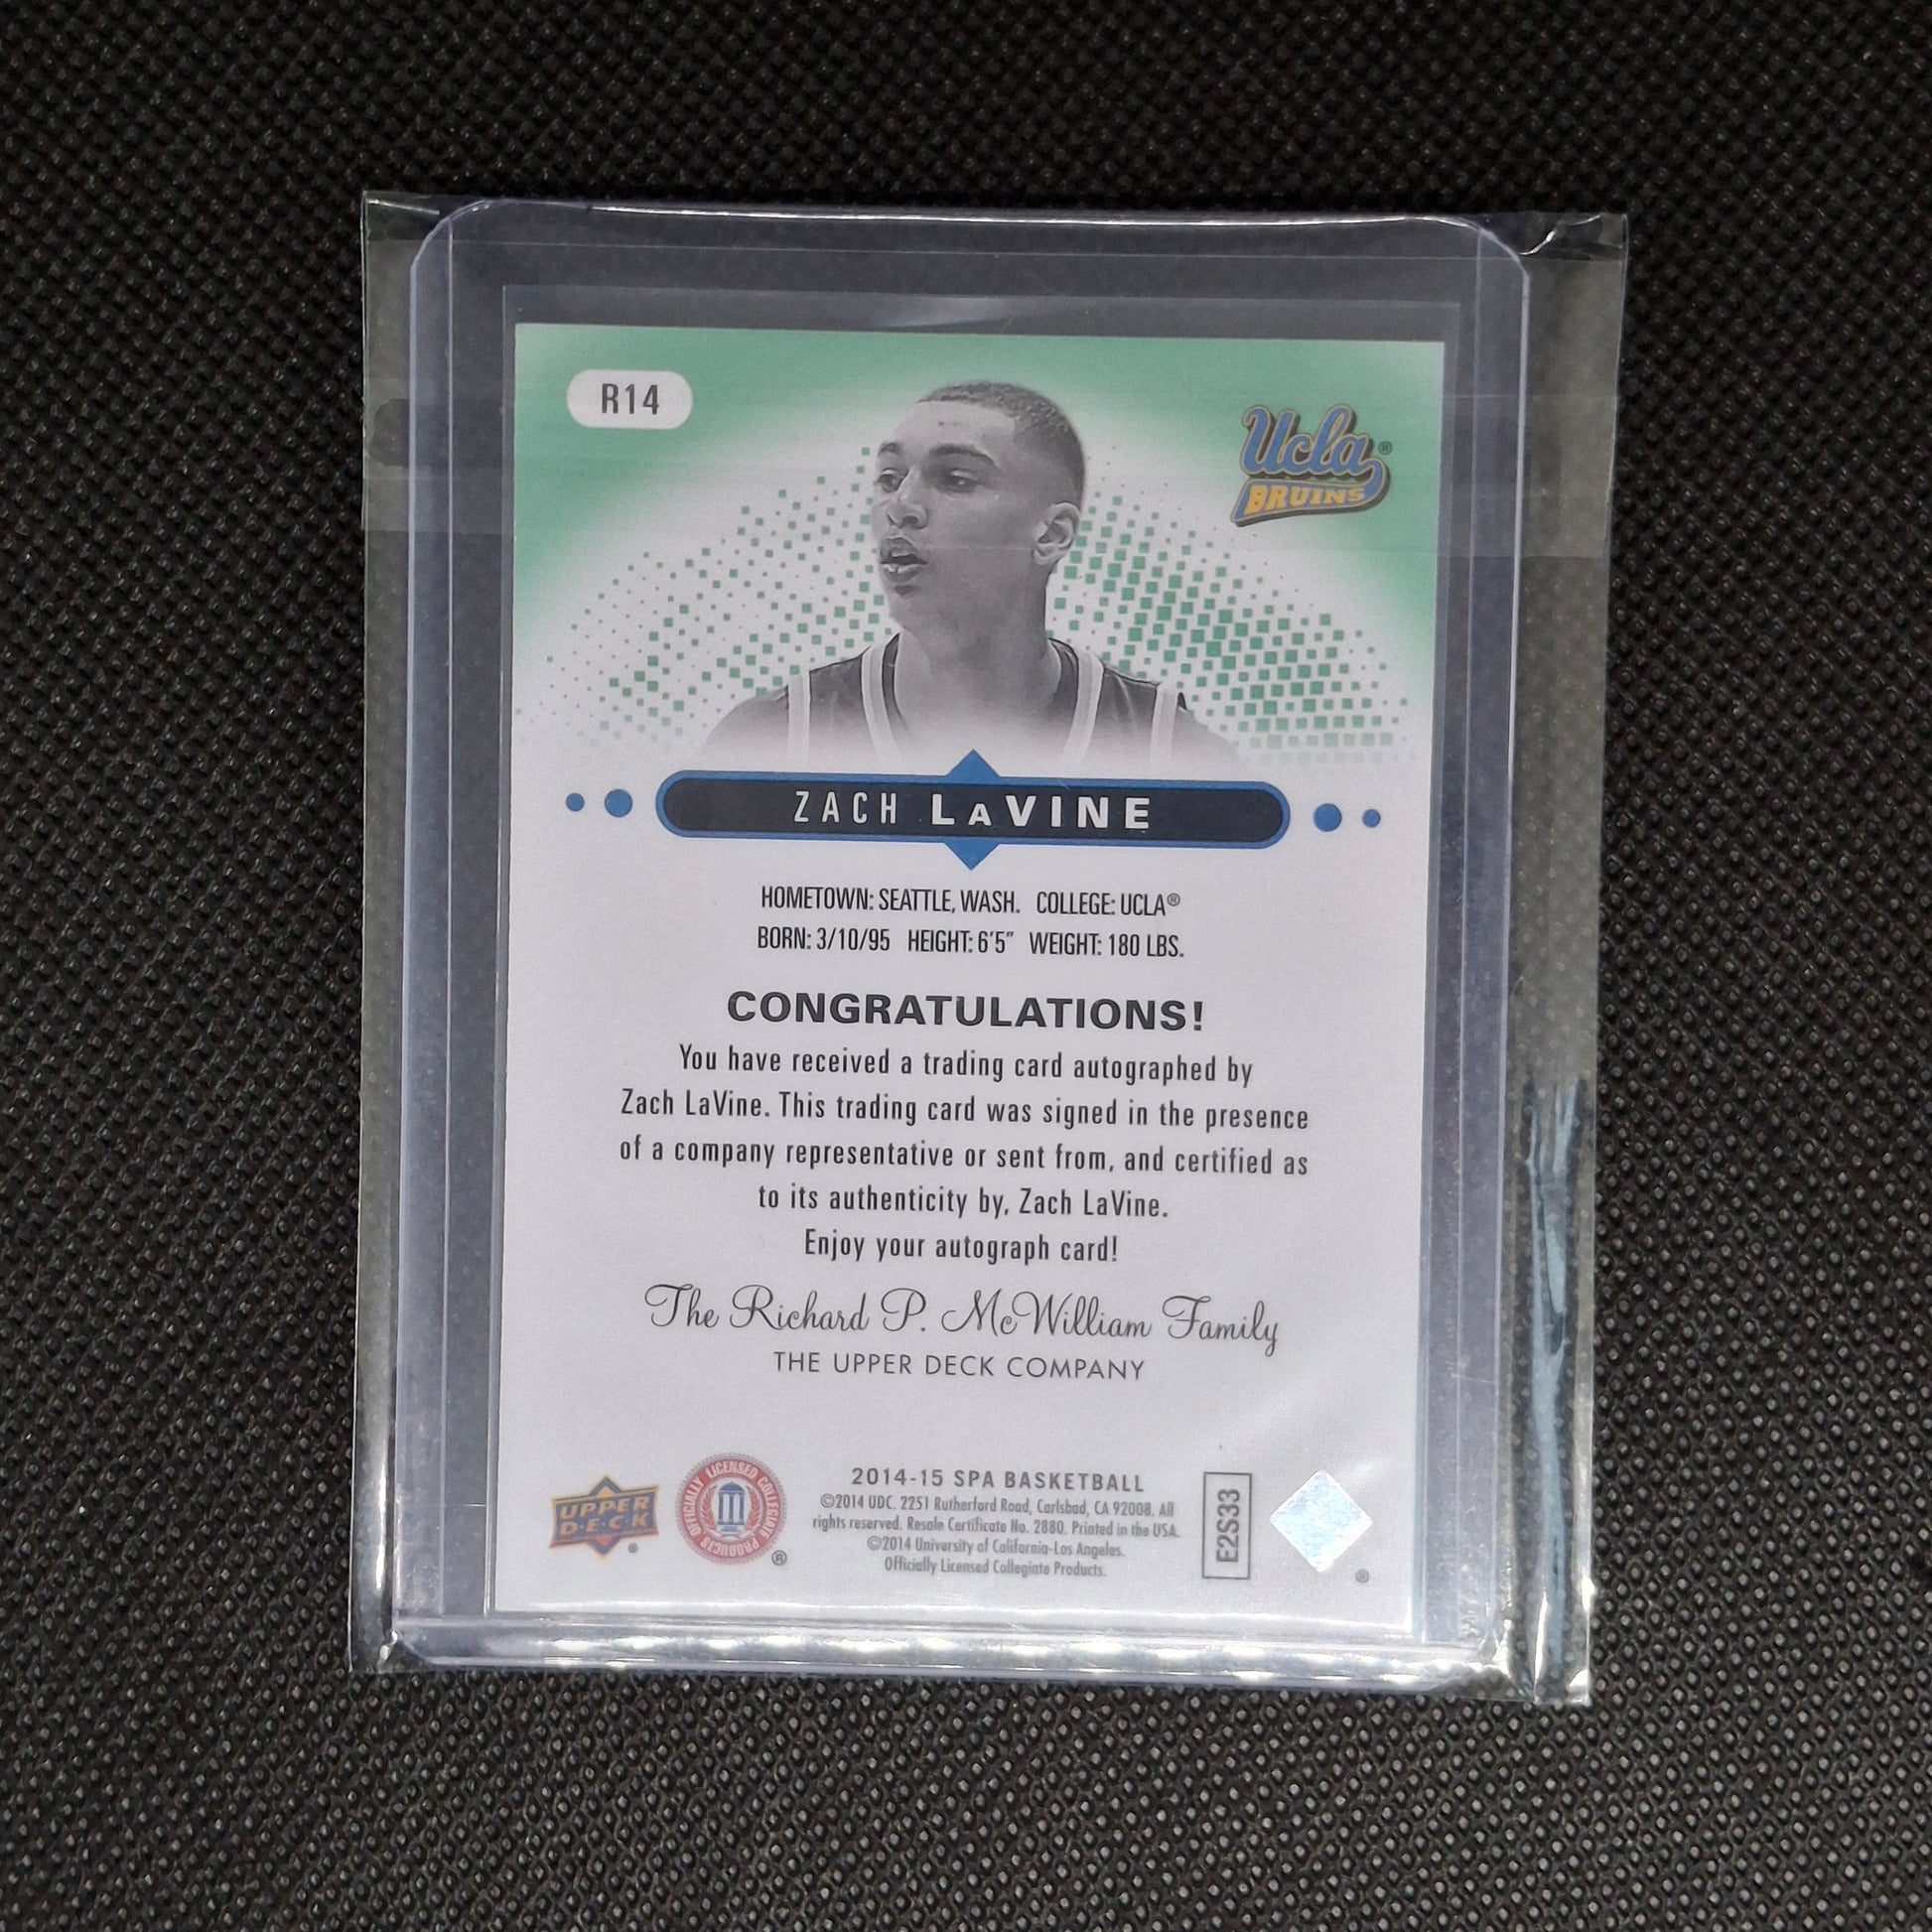 R14
Ucla®
BRUINS
ZACH LaVINE
HOMETOWN: SEATTLE, WASH. COLLEGE: UCLA®
BORN: 3/10/95 HEIGHT: 6'5" WEIGHT: 180 LBS.
CONGRATULATIONS!
You have received a trading card autographed by
Zach LaVine. This trading card was signed in the presence
of a company representative or sent from, and certified as
to its authenticity by, Zach LaVine.
Enjoy your autograph card!
The Richard P. McWilliam Family
THE UPPER DECK COMPANY
UPPER
D·E·C·K®
OFFICIALLY LICENSED COLLEGIATE PRODUCTS®
2014-15 SPA BASKETBALL
©2014 UDC. 2251 Rutherford Road, Carlsbad, CA 92008. All
rights reserved. Resale Certificate No. 2880. Printed in the USA.
©2014 University of California-Los Angeles.
Officially Licensed Collegiate Products.
E2S33
®